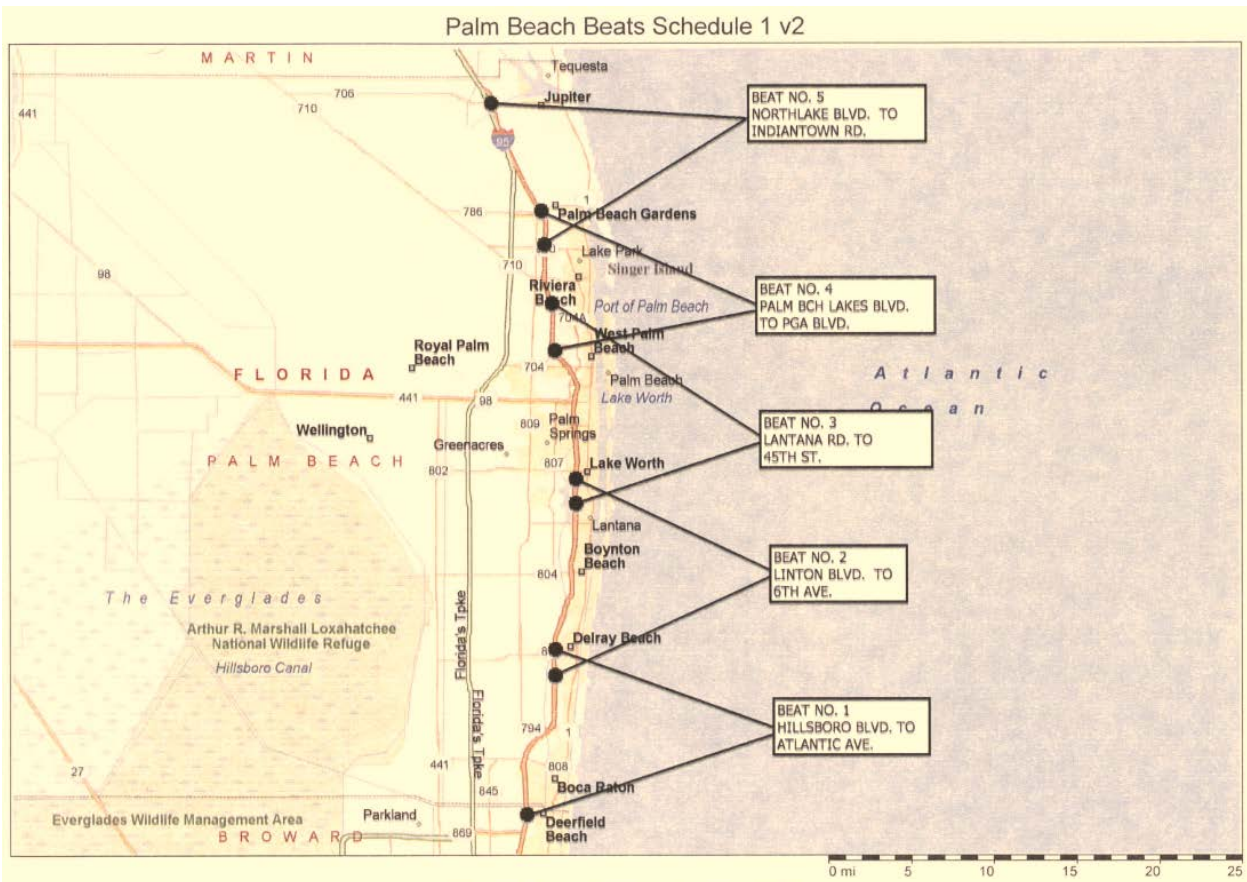 Palm Beach Beats Schedule 1 v2
MARTIN
Tequesta
706
Jupiter
710
441
95
BEAT NO. 5
NORTHLAKE BLVD. TO
INDIANTOWN RD.
1
786
Palm Beach Gardens
Lake Park
710
Singer Island
98
Riviera
Beach
Port of Palm Beach
704A
BEAT NO. 4
PALM BCH LAKES BLVD.
TO PGA BLVD.
West Palm
Beach
Royal Palm
Beach
704
FLORIDA
Palm Beach
Atlantic
Ocean
441
98
Lake Worth
809
Palm
Springs
BEAT NO. 3
LANTANA RD. TO
45TH ST.
Wellington
Greenacres
PALM BEACH
802
807
Lake Worth
Lantana
Boynton
Beach
804
BEAT NO. 2
LINTON BLVD. TO
6TH AVE.
The Everglades
Arthur R. Marshall Loxahatchee
National Wildlife Refuge
Hillsboro Canal
Florida's Tpke
Delray Beach
Florida's Tpke
794
1
BEAT NO. 1
HILLSBORO BLVD. TO
ATLANTIC AVE.
27
441
845
808
Boca Raton
Everglades Wildlife Management Area
Parkland
Deerfield
Beach
BROWARD
869
0 mi 5 10 15 20 25